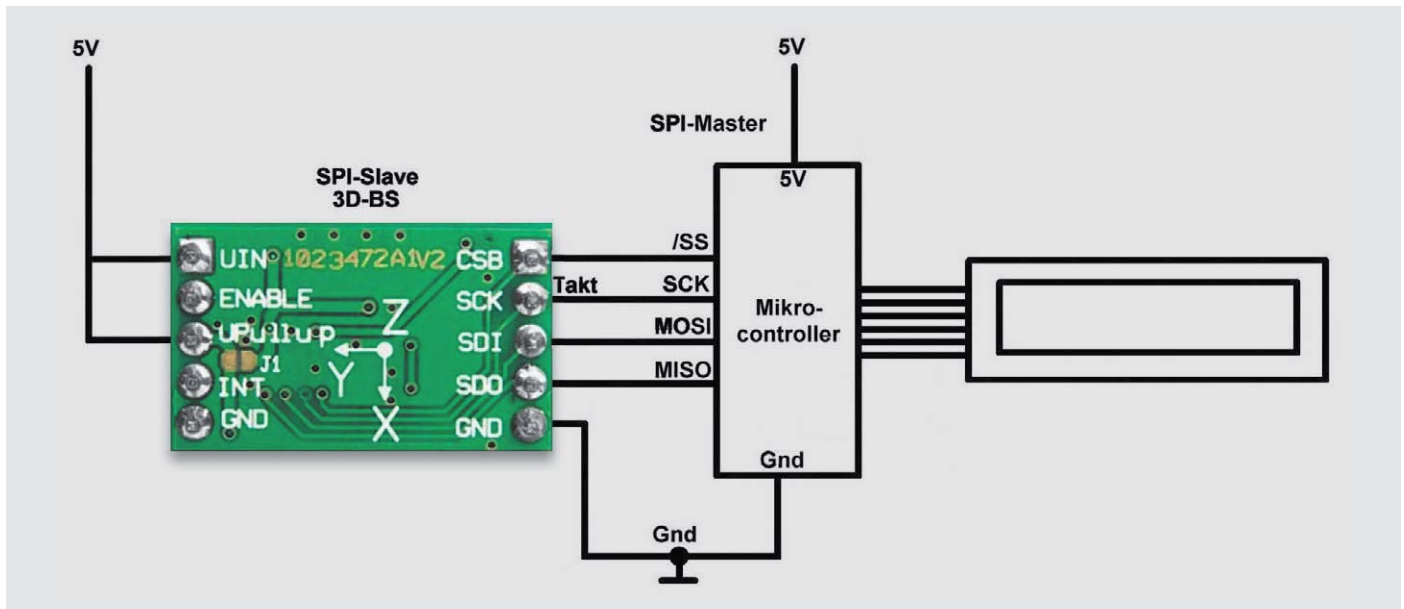 5V
5V
SPI-Master
5V
SPI-Slave
3D-BS
UIN
1023472A1V2
CSB
/SS
ENABLE
SCK
Takt
SCK
UPullup
Z
SDI
MOSI
Mikro-
controller
J1
Y
INT
SDO
MISO
GND
X
GND
Gnd
Gnd